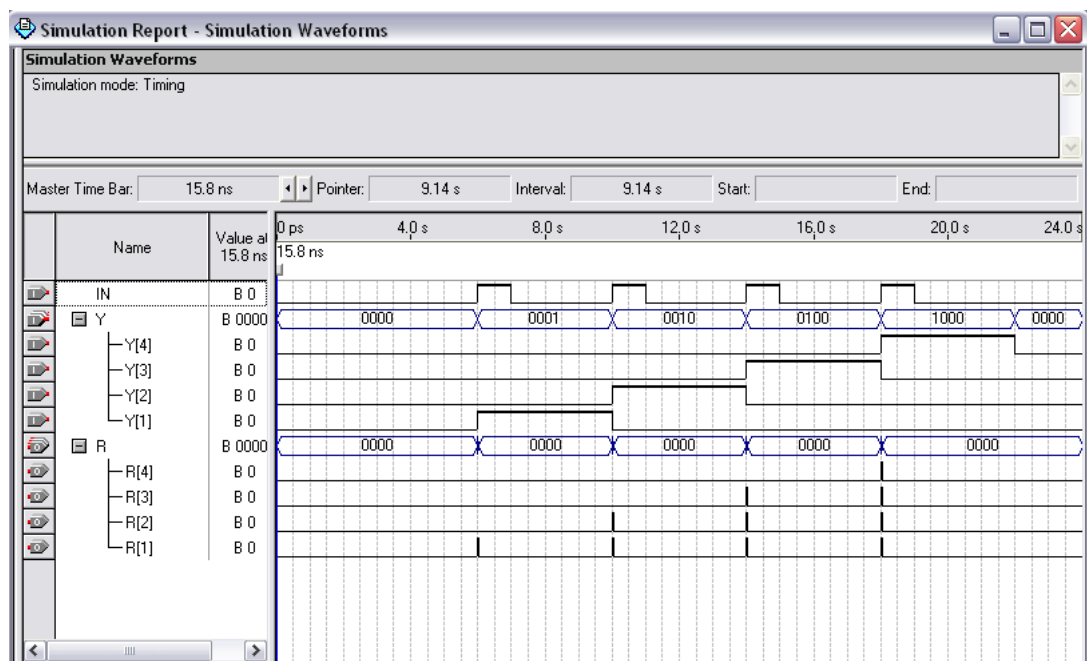 Simulation Report - Simulation Waveforms
Simulation Waveforms
Simulation mode: Timing
Master Time Bar: 15.8 ns Pointer: 9.14 s Interval: 9.14 s Start: End:
Name Value at 15.8 ns 0 ps 4.0 s 8.0 s 12.0 s 16.0 s 20.0 s 24.0 s
15.8 ns
IN B 0
Y B 0000 0000 0001 0010 0100 1000 0000
Y[4] B 0
Y[3] B 0
Y[2] B 0
Y[1] B 0
R B 0000 0000 0000 0000 0000 0000
R[4] B 0
R[3] B 0
R[2] B 0
R[1] B 0